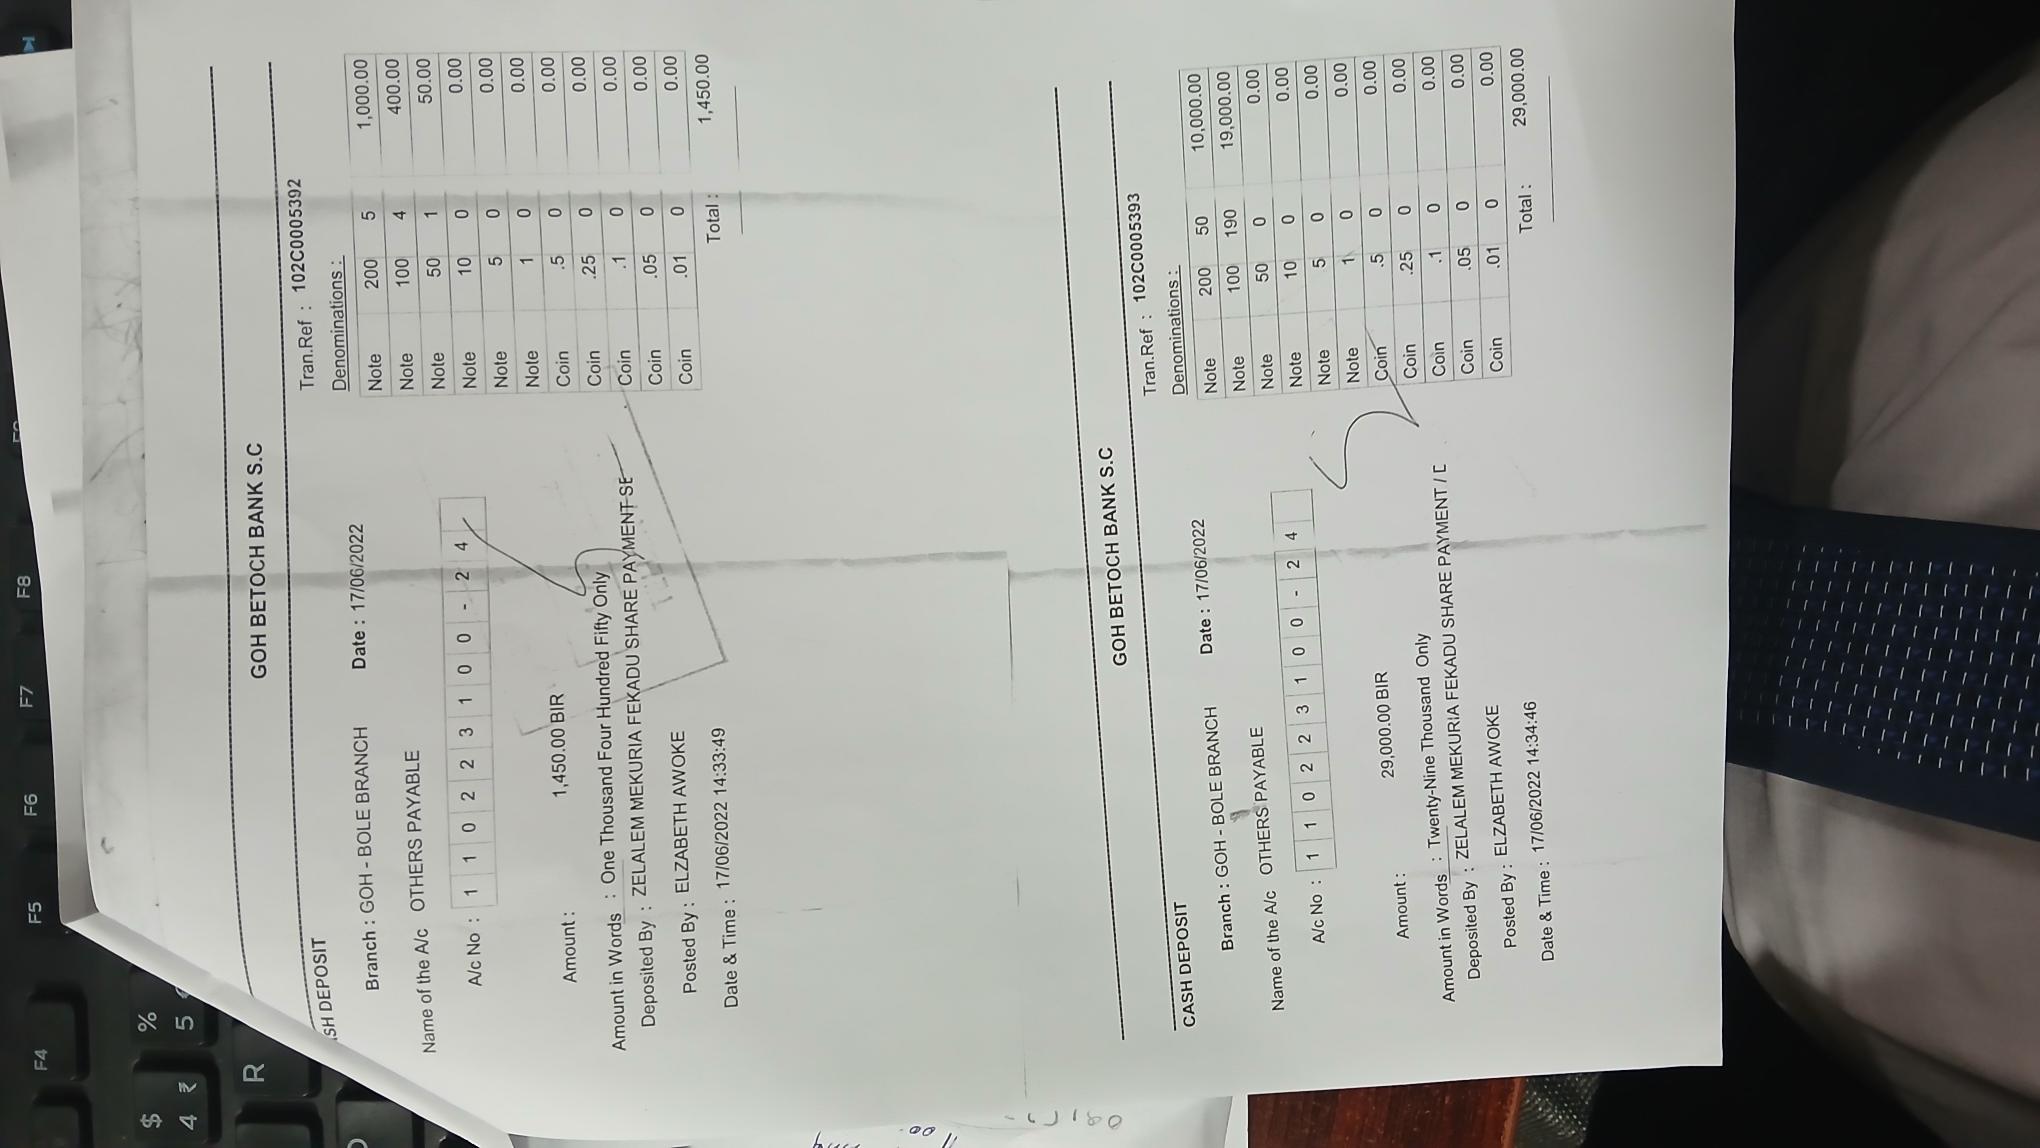 F4 F5 F6 F7 F8
$ %
4 ₹ 5
R
GOH BETOCH BANK S.C
SH DEPOSIT
Tran.Ref : 102C0005392
Branch : GOH - BOLE BRANCH Date : 17/06/2022
Denominations :
Name of the A/c OTHERS PAYABLE
A/c No : 1 1 0 2 2 3 1 0 0 - 2 4
Amount : 1,450.00 BIR
Amount in Words : One Thousand Four Hundred Fifty Only
Deposited By : ZELALEM MEKURIA FEKADU SHARE PAYMENT SE
Posted By : ELZABETH AWOKE
Date & Time : 17/06/2022 14:33:49
Note 200 5 1,000.00
Note 100 4 400.00
Note 50 1 50.00
Note 10 0 0.00
Note 5 0 0.00
Note 1 0 0.00
Coin .5 0 0.00
Coin .25 0 0.00
Coin .1 0 0.00
Coin .05 0 0.00
Coin .01 0 0.00
Total : 1,450.00
GOH BETOCH BANK S.C
CASH DEPOSIT
Tran.Ref : 102C0005393
Branch : GOH - BOLE BRANCH Date : 17/06/2022
Denominations :
Name of the A/c OTHERS PAYABLE
A/c No : 1 1 0 2 2 3 1 0 0 - 2 4
Amount : 29,000.00 BIR
Amount in Words : Twenty-Nine Thousand Only
Deposited By : ZELALEM MEKURIA FEKADU SHARE PAYMENT /
Posted By : ELZABETH AWOKE
Date & Time : 17/06/2022 14:34:46
Note 200 50 10,000.00
Note 100 190 19,000.00
Note 50 0 0.00
Note 10 0 0.00
Note 5 0 0.00
Note 1 0 0.00
Coin .5 0 0.00
Coin .25 0 0.00
Coin .1 0 0.00
Coin .05 0 0.00
Coin .01 0 0.00
Total : 29,000.00